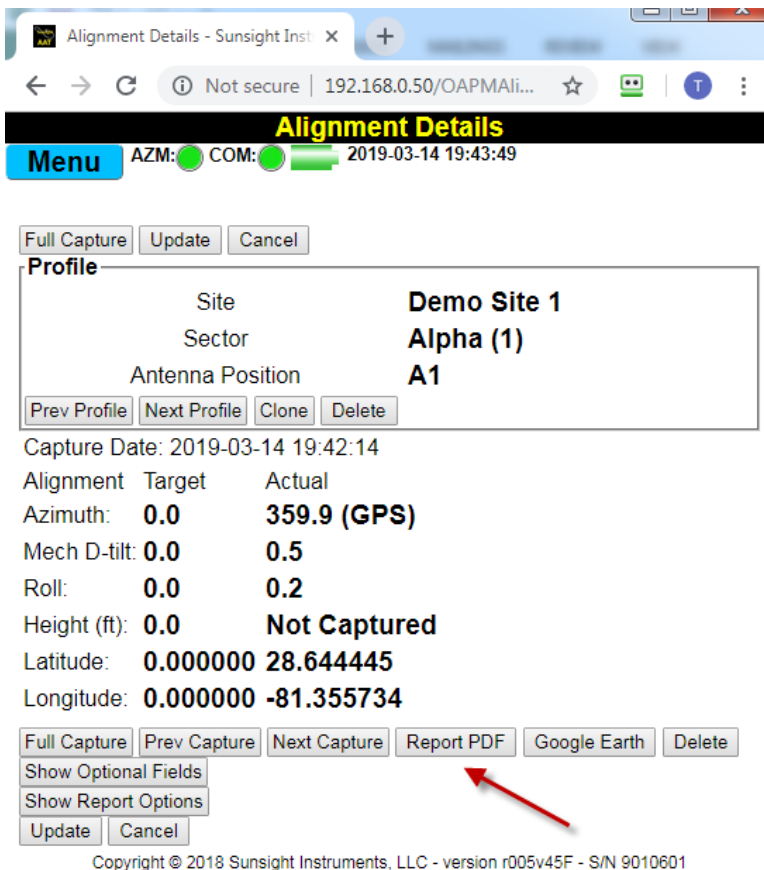 Alignment Details - Sunsight Inst
Not secure | 192.168.0.50/OAPMAli...
T
Alignment Details
Menu AZM: COM: 2019-03-14 19:43:49
Full Capture Update Cancel
Profile
Site Demo Site 1
Sector Alpha (1)
Antenna Position A1
Prev Profile Next Profile Clone Delete
Capture Date: 2019-03-14 19:42:14
Alignment Target Actual
Azimuth: 0.0 359.9 (GPS)
Mech D-tilt: 0.0 0.5
Roll: 0.0 0.2
Height (ft): 0.0 Not Captured
Latitude: 0.000000 28.644445
Longitude: 0.000000 -81.355734
Full Capture Prev Capture Next Capture Report PDF Google Earth Delete
Show Optional Fields
Show Report Options
Update Cancel
Copyright © 2018 Sunsight Instruments, LLC - version r005v45F - S/N 9010601